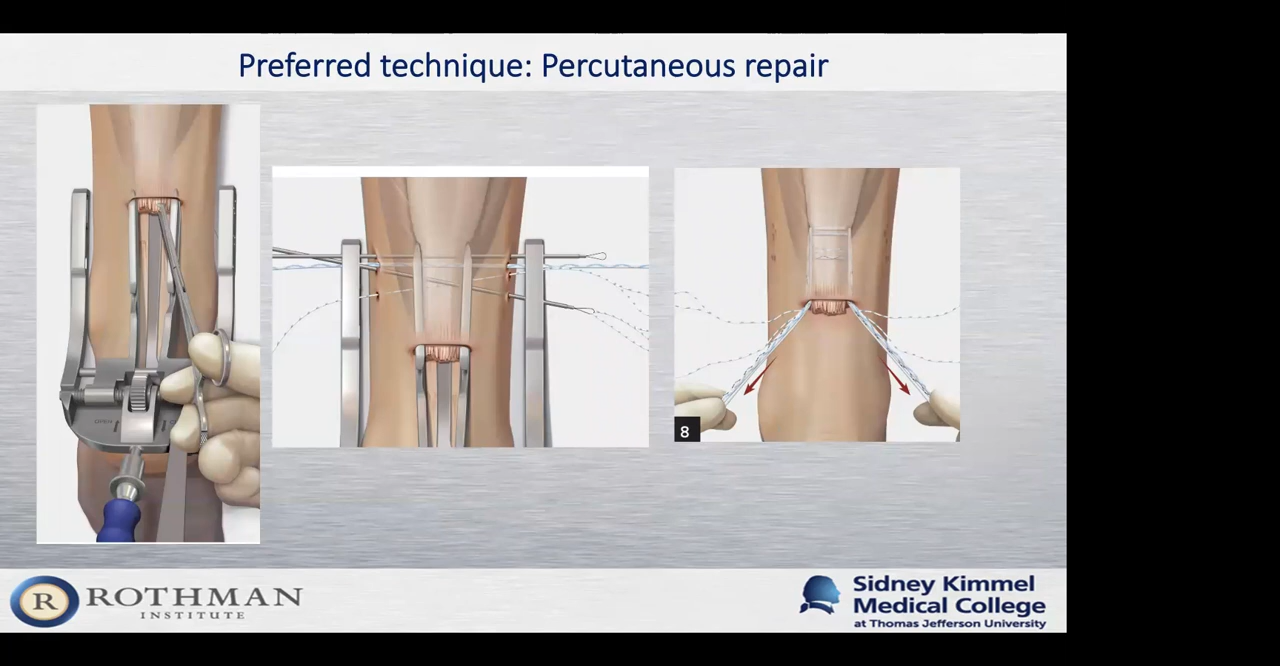 Preferred technique: Percutaneous repair
8
R
ROTHMAN
INSTITUTE
Sidney Kimmel
Medical College
at Thomas Jefferson University